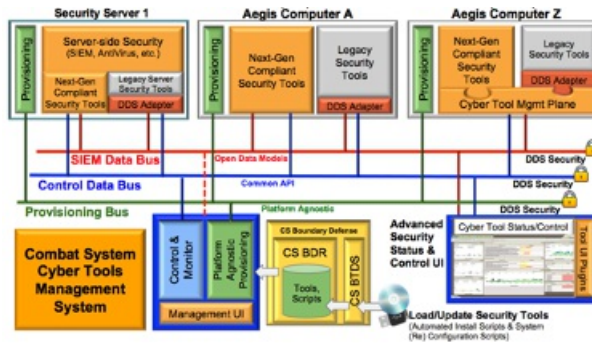 Security Server 1
Aegis Computer A
Aegis Computer Z
Provisioning
Server-side Security
(SIEM, AntiVirus, etc.)
Next-Gen
Compliant
Security Tools
Legacy Server
Security Tools
DDS Adapter
Provisioning
Next-Gen
Compliant
Security Tools
Legacy
Security
Tools
DDS Adapter
Provisioning
Next-Gen
Compliant
Security Tools
Legacy
Security
Tools
DDS Adapter
Cyber Tool Mgmt Plane
SIEM Data Bus
Open Data Models
DDS Security
Control Data Bus
Common API
DDS Security
Provisioning Bus
Platform Agnostic
DDS Security
Combat System
Cyber Tools
Management
System
Control &
Monitor
Platform
Agnostic
Provisioning
Management UI
CS Boundary Defense
CS BDR
Tools,
Scripts
CS BTDS
Advanced
Security
Status &
Control UI
Cyber Tool Status/Control
Tool UI Plugins
Load/Update Security Tools
(Automated Install Scripts & System
(Re) Configuration Scripts)